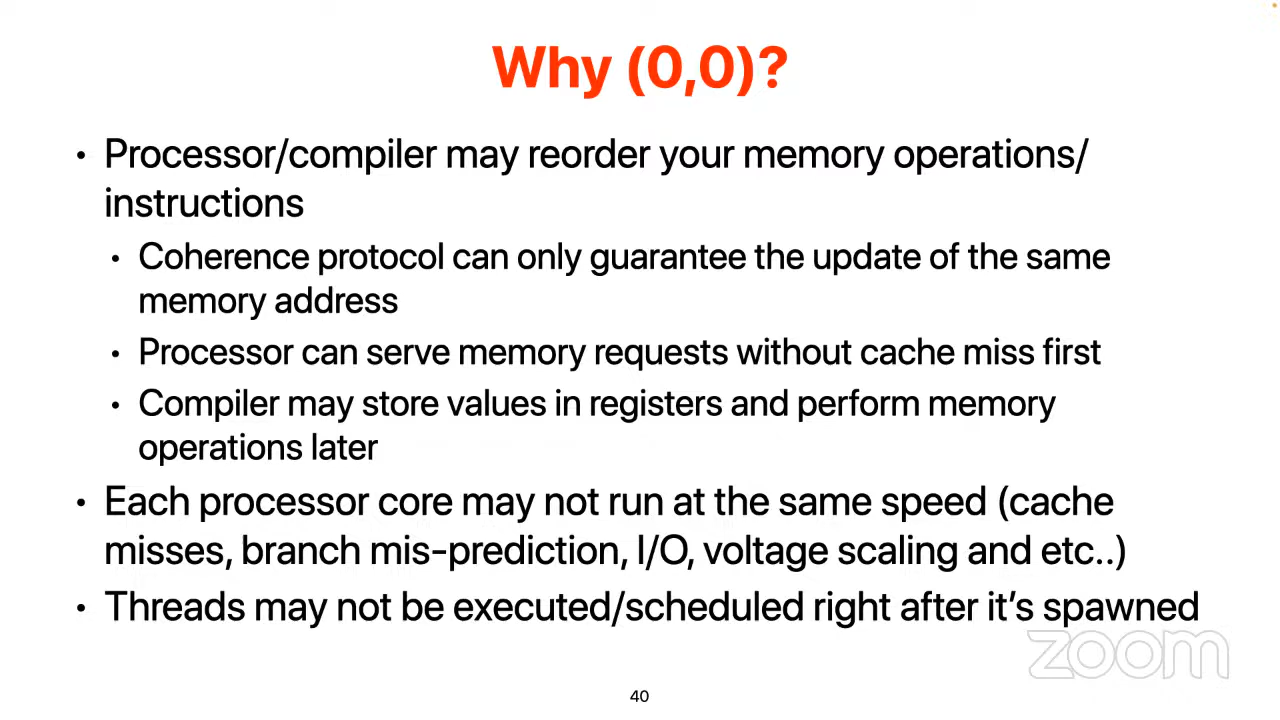 Why (0,0)?
• Processor/compiler may reorder your memory operations/
instructions
• Coherence protocol can only guarantee the update of the same
memory address
• Processor can serve memory requests without cache miss first
• Compiler may store values in registers and perform memory
operations later
• Each processor core may not run at the same speed (cache
misses, branch mis-prediction, I/O, voltage scaling and etc..)
• Threads may not be executed/scheduled right after it’s spawned
zoom
40